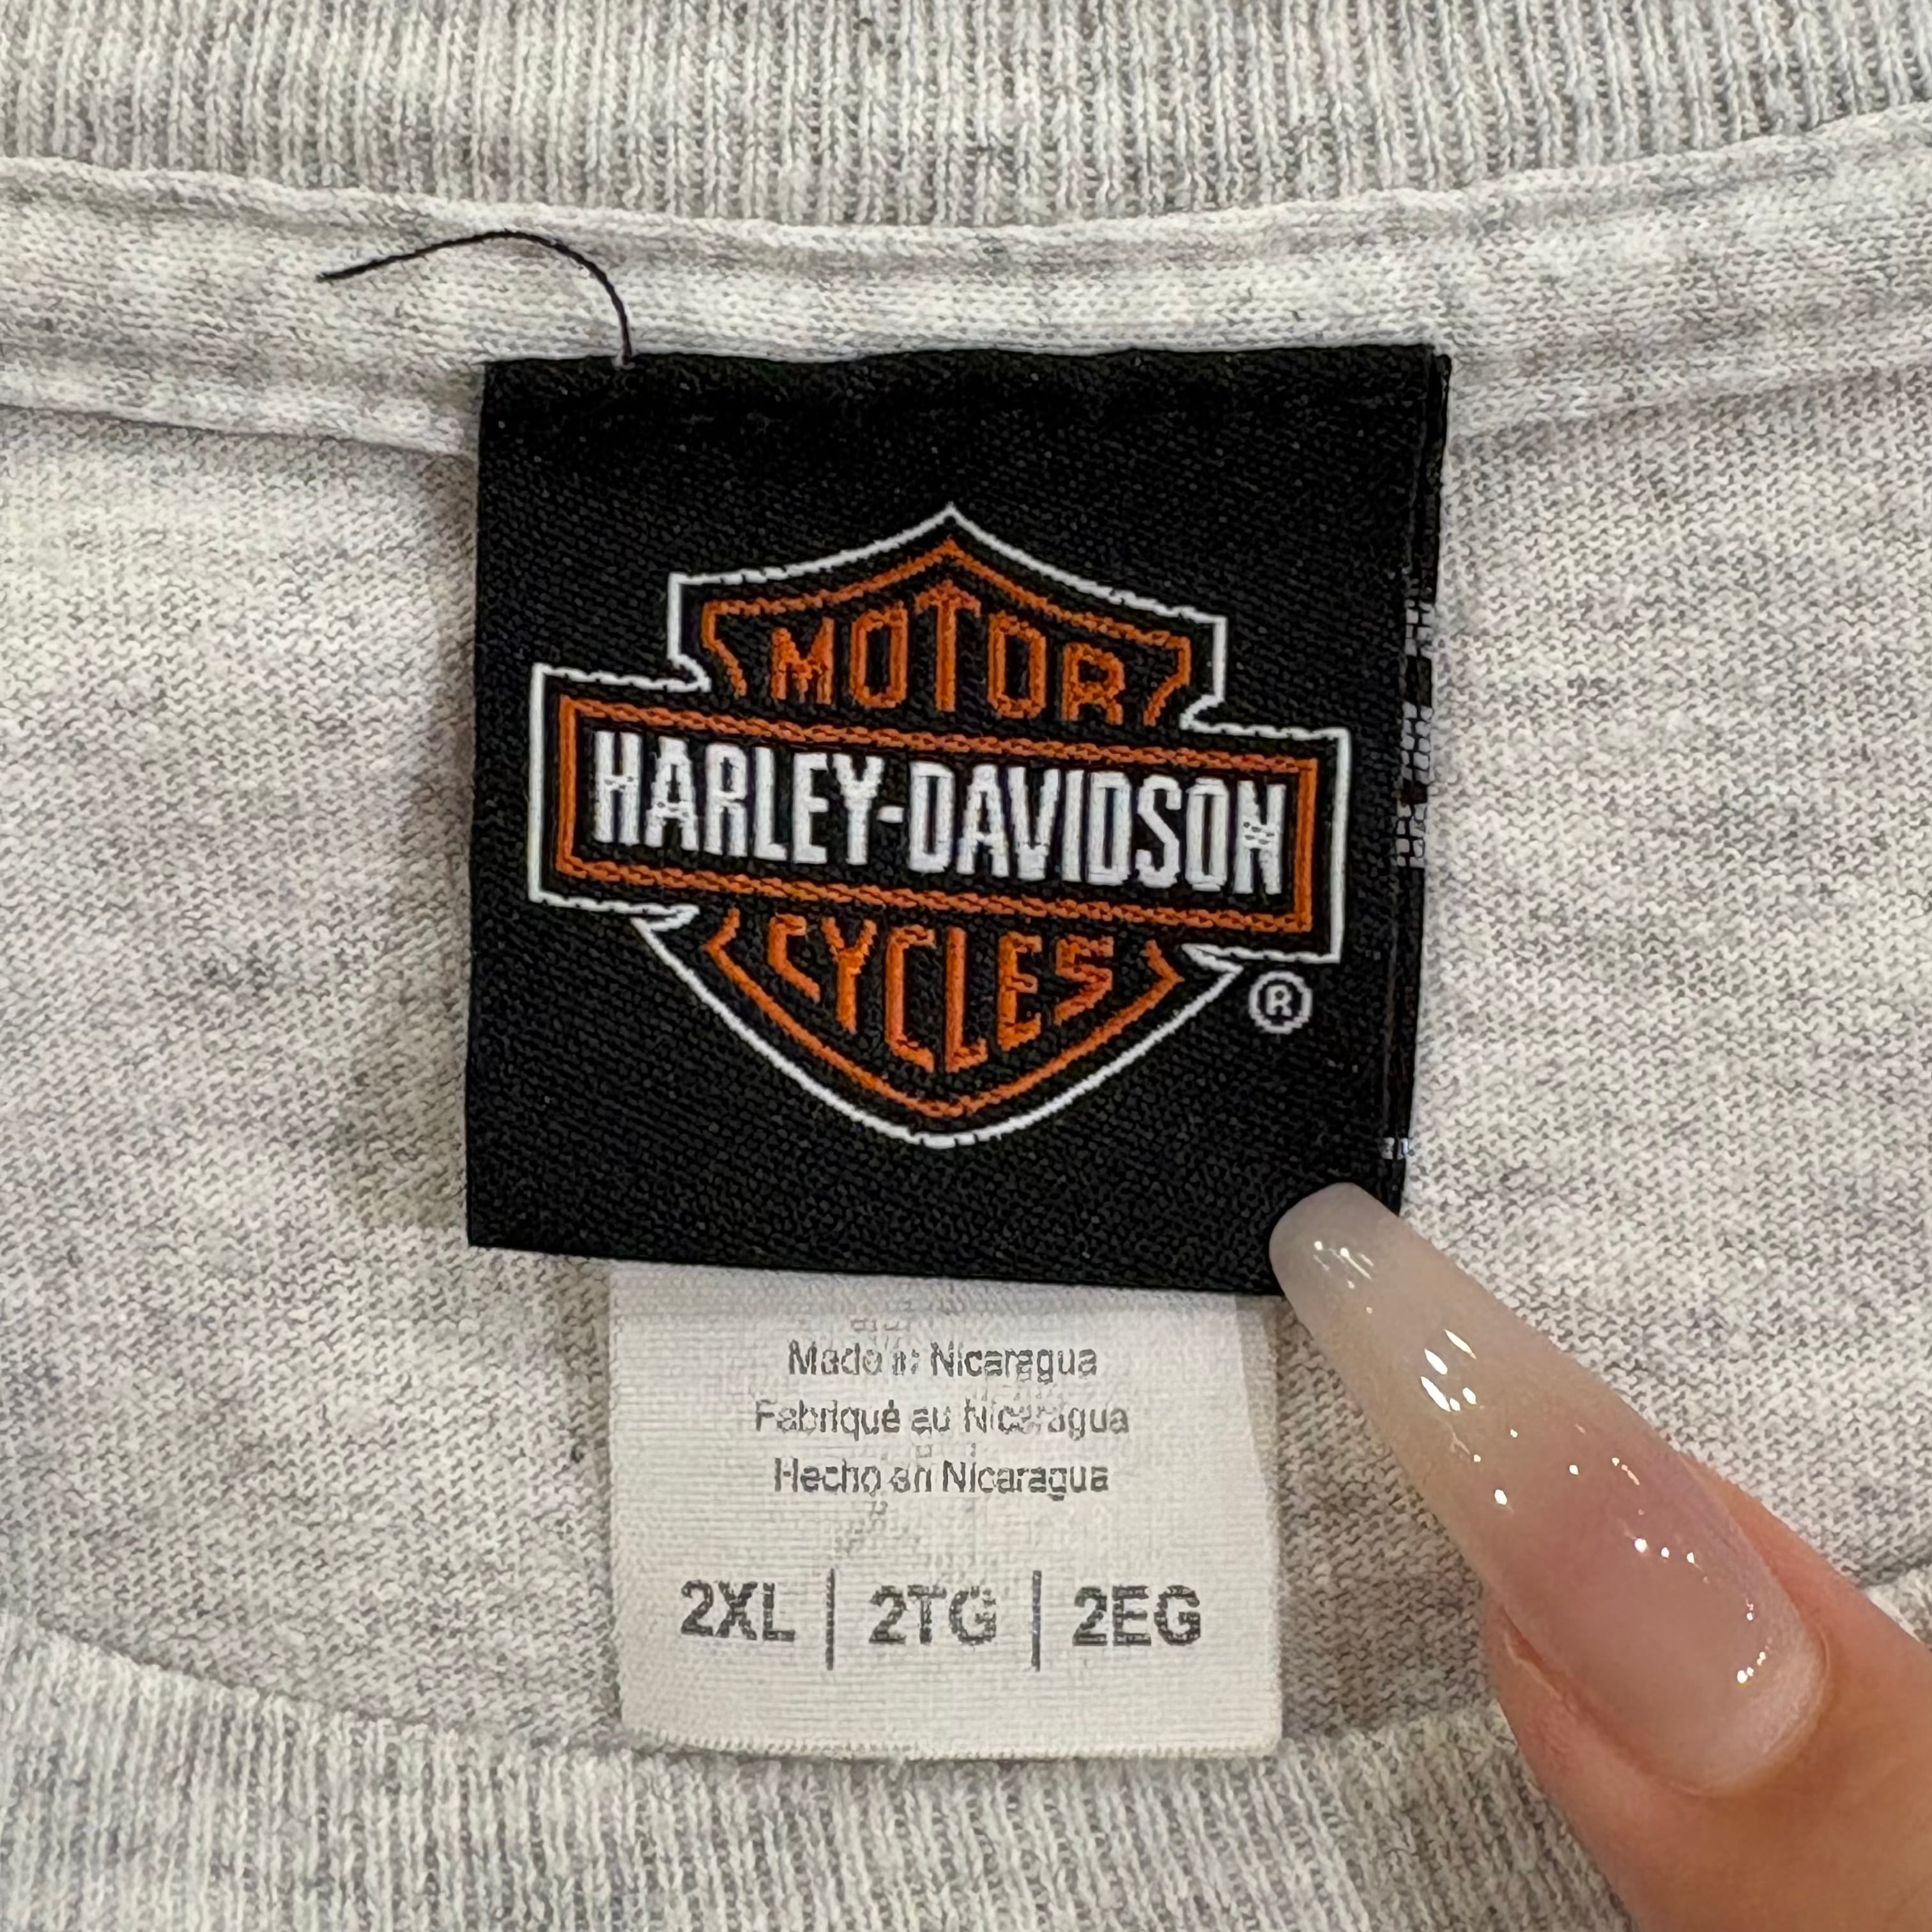 MOTOR
HARLEY-DAVIDSON
CYCLES
®
Made in Nicaragua
Fabriqué au Nicaragua
Hecho en Nicaragua
2XL | 2TG | 2EG